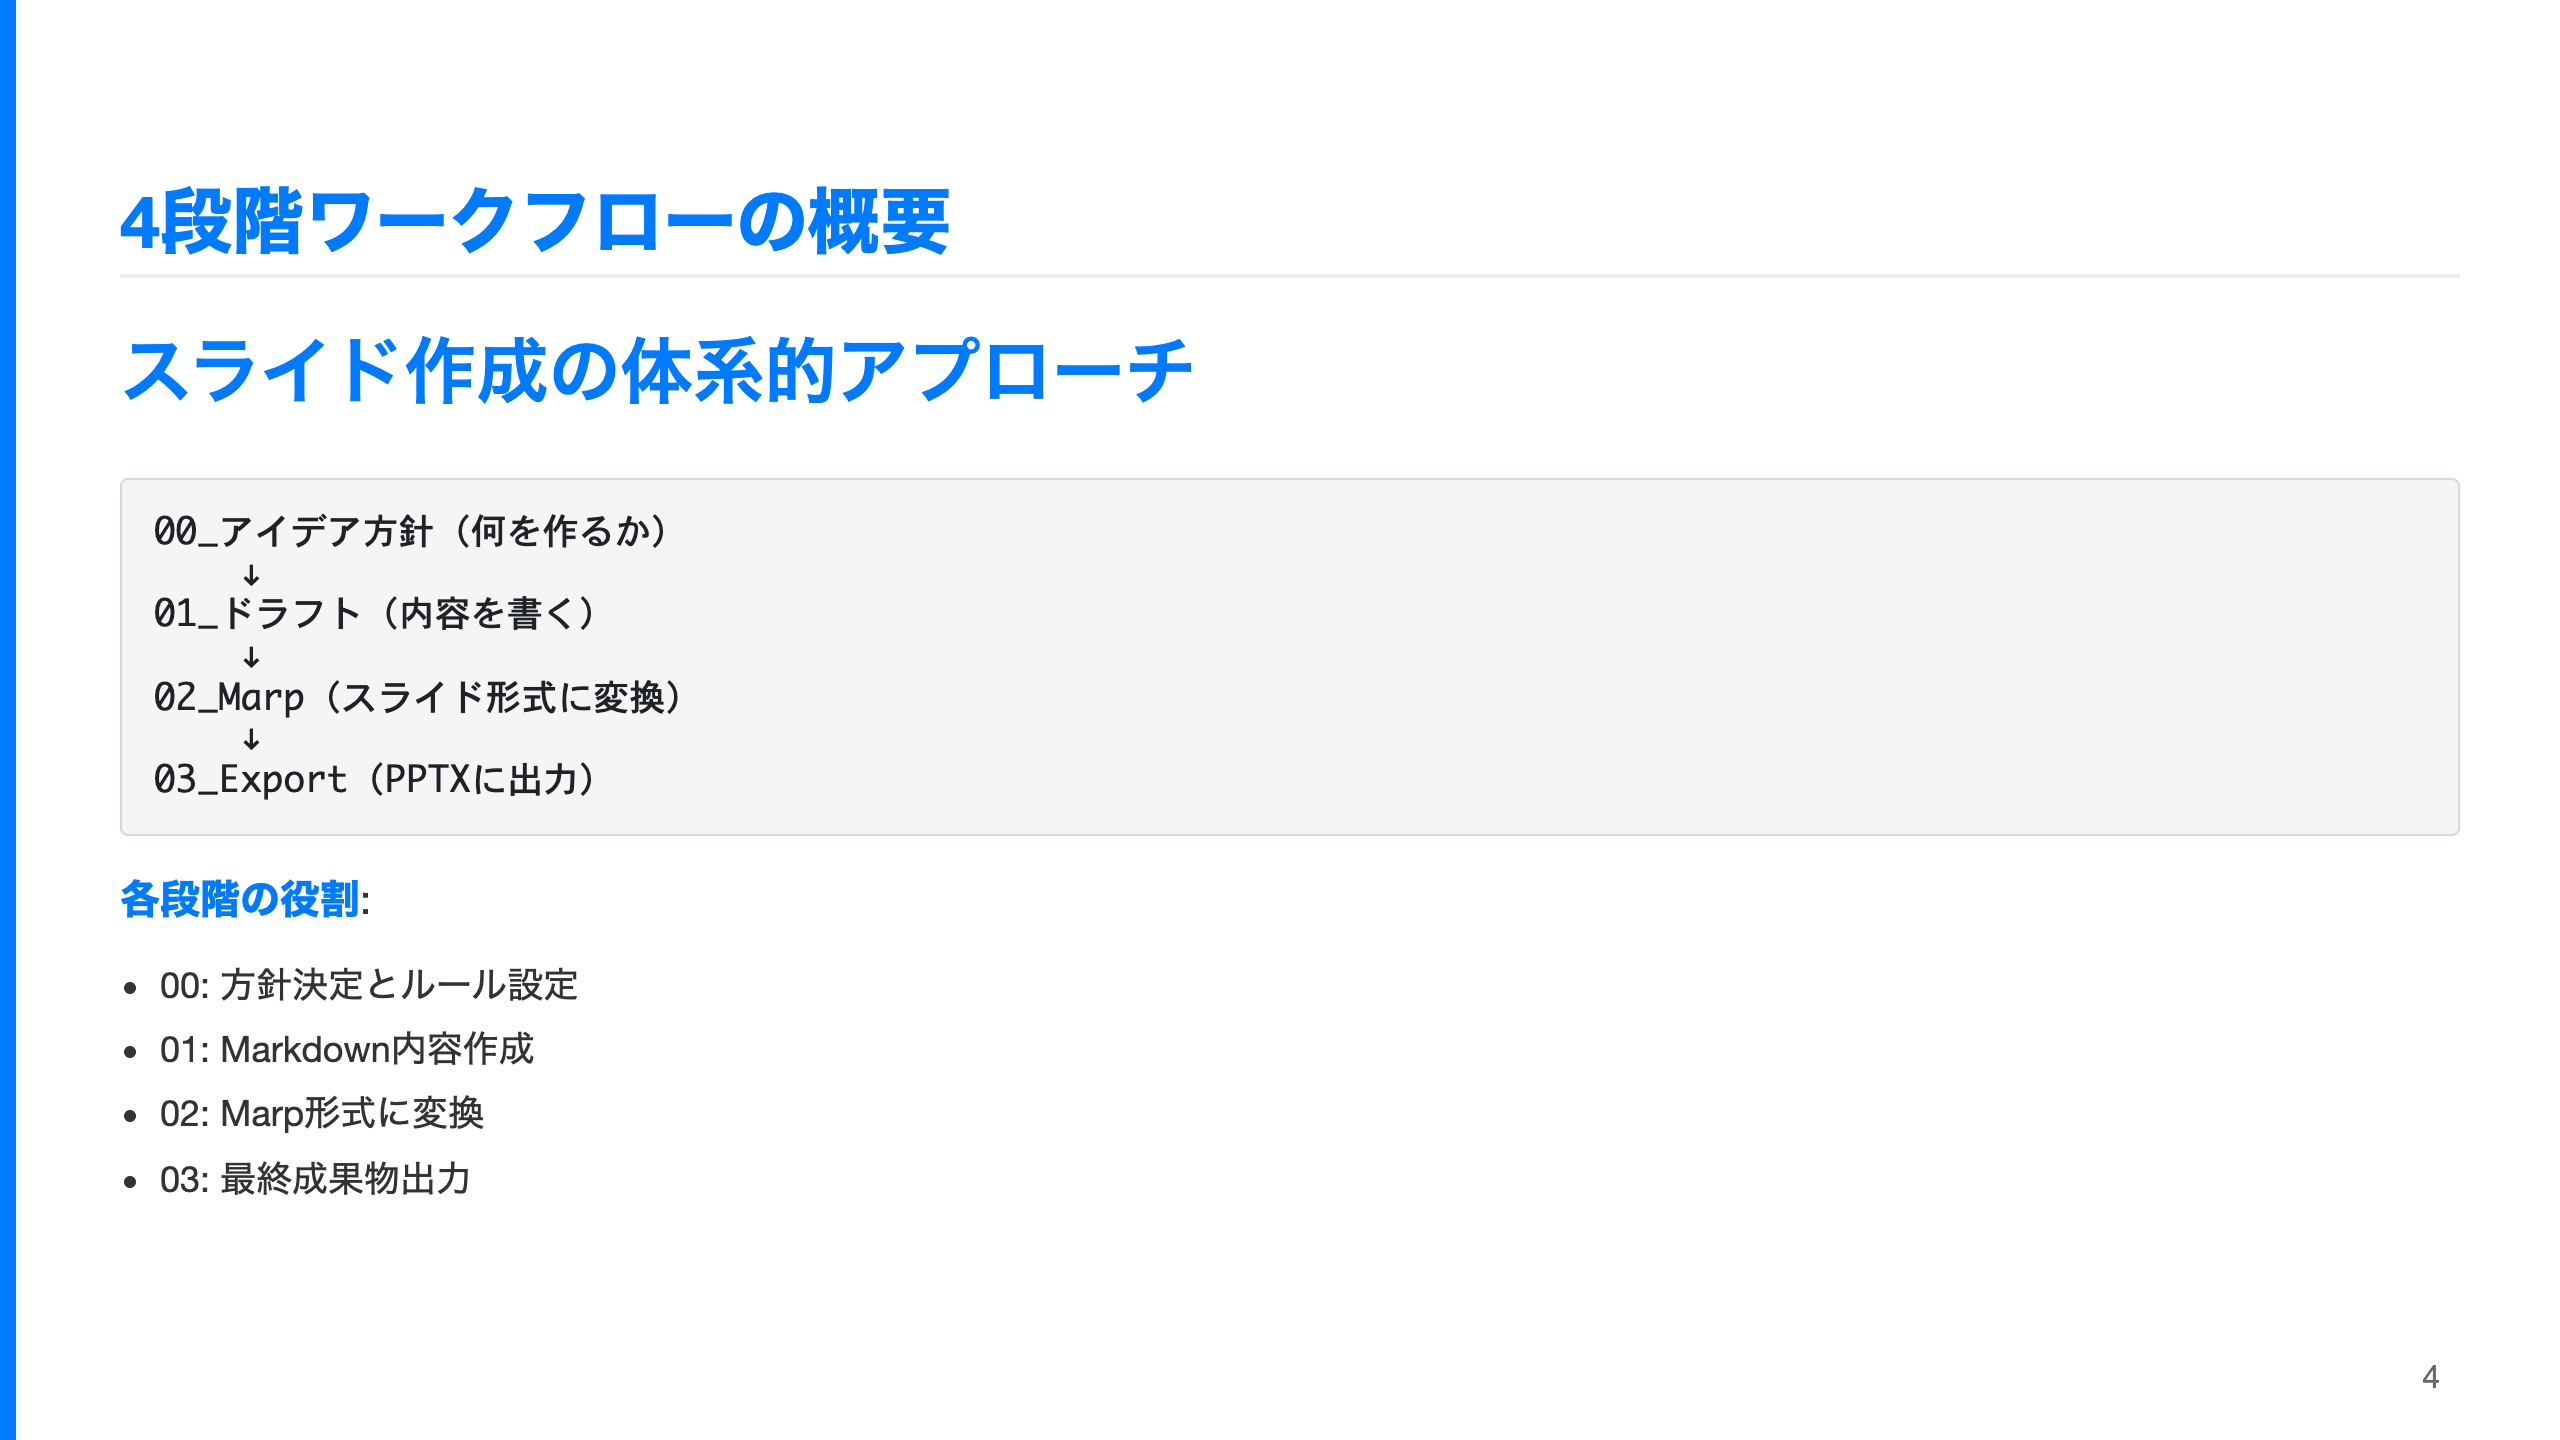 4段階ワークフローの概要
スライド作成の体系的アプローチ
00_アイデア方針（何を作るか）
↓
01_ドラフト（内容を書く）
↓
02_Marp（スライド形式に変換）
↓
03_Export（PPTXに出力）
各段階の役割:
• 00: 方針決定とルール設定
• 01: Markdown内容作成
• 02: Marp形式に変換
• 03: 最終成果物出力
4